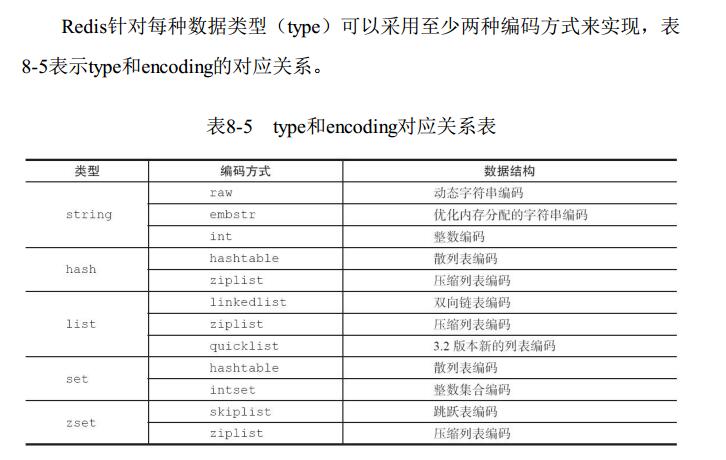 Redis针对每种数据类型（type）可以采用至少两种编码方式来实现，表
8-5表示type和encoding的对应关系。
表8-5 type和encoding对应关系表
类型 编码方式 数据结构
string raw 动态字符串编码
embstr 优化内存分配的字符串编码
int 整数编码
hash hashtable 散列表编码
ziplist 压缩列表编码
list linkedlist 双向链表编码
ziplist 压缩列表编码
quicklist 3.2 版本新的列表编码
set hashtable 散列表编码
intset 整数集合编码
zset skiplist 跳跃表编码
ziplist 压缩列表编码